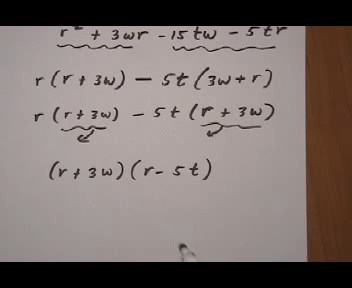 r² + 3wr - 15tw - 5tr
r(r + 3w) - 5t(3w + r)
r(r + 3w) - 5t(r + 3w)
(r + 3w)(r - 5t)